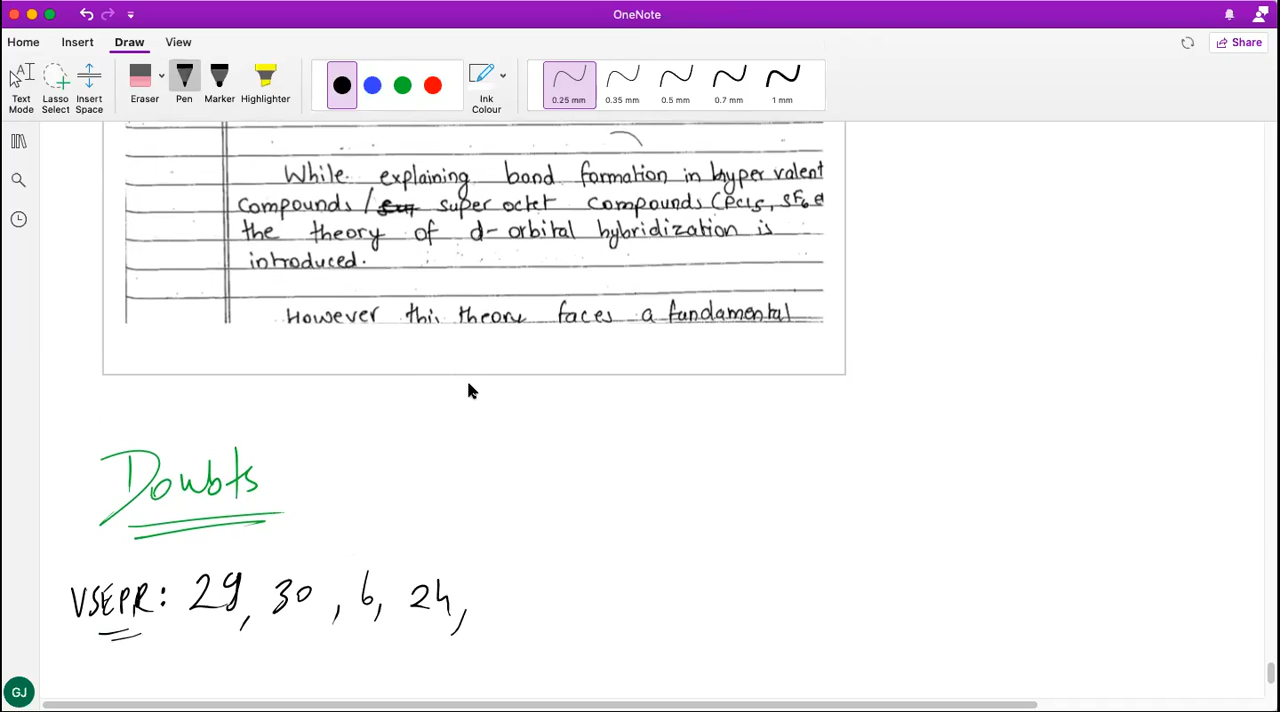 OneNote
Home Insert Draw View
Share
Text Mode
Lasso Select
Insert Space
Eraser
Pen
Marker
Highlighter
Ink Colour
0.25 mm
0.35 mm
0.5 mm
0.7 mm
1 mm
While explaining bond formation in hyper valent
compounds / super octet compounds (PCl5, SF6
the theory of d-orbital hybridization is
introduced.
However this theory faces a fundamental
Doubts
VSEPR: 29, 30, 6, 24,
GJ